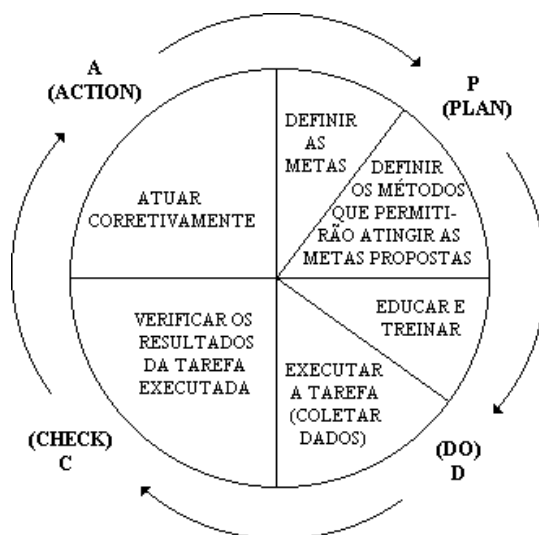 A
(ACTION)
P
(PLAN)
DEFINIR
AS
METAS
DEFINIR
OS MÉTODOS
QUE PERMITI-
RÃO ATINGIR AS
METAS PROPOSTAS
ATUAR
CORRETIVAMENTE
EDUCAR E
TREINAR
VERIFICAR OS
RESULTADOS
DA TAREFA
EXECUTADA
EXECUTAR
A TAREFA
(COLETAR
DADOS)
(CHECK)
C
(DO)
D